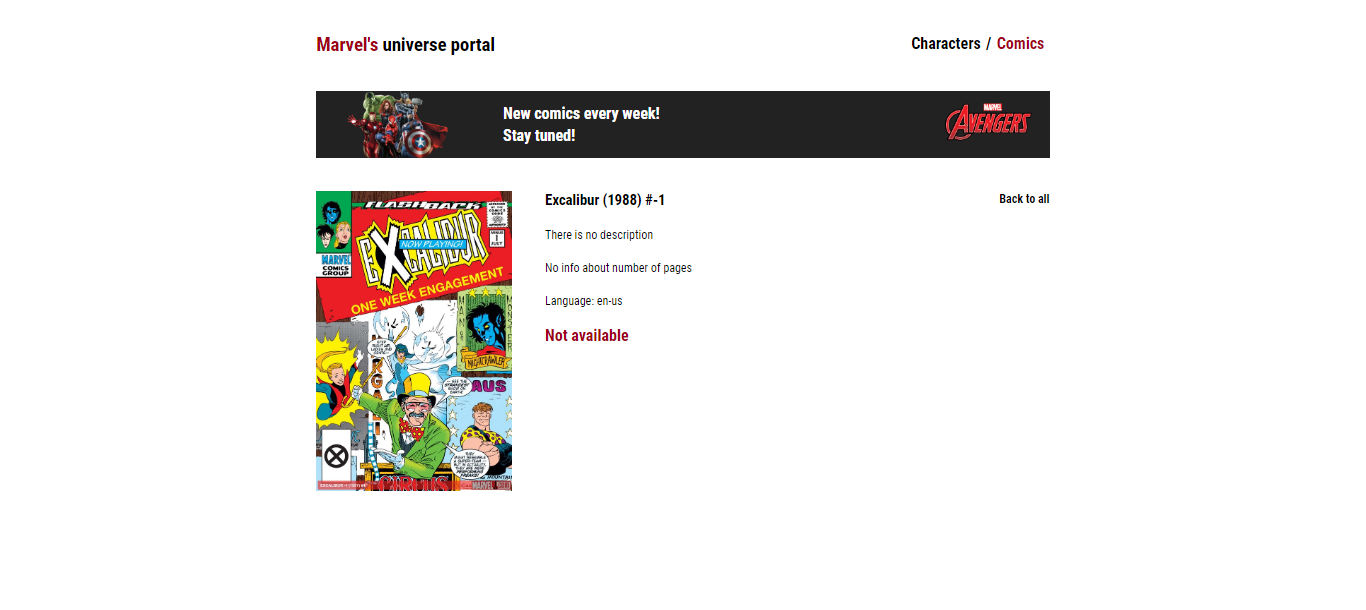 Marvel's universe portal
Characters / Comics
New comics every week!
Stay tuned!
MARVEL
AVENGERS
FLASHBACK
EXCALIBUR
NOW PLAYING!
MARVEL
COMICS
GROUP
ONE WEEK ENGAGEMENT
NIGHTCRAWLER
CIRCUS
Excalibur (1988) #-1
Back to all
There is no description
No info about number of pages
Language: en-us
Not available